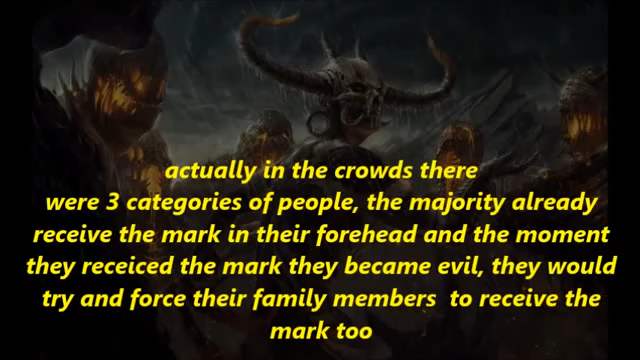 actually in the crowds there
were 3 categories of people, the majority already
receive the mark in their forehead and the moment
they receiced the mark they became evil, they would
try and force their family members to receive the
mark too